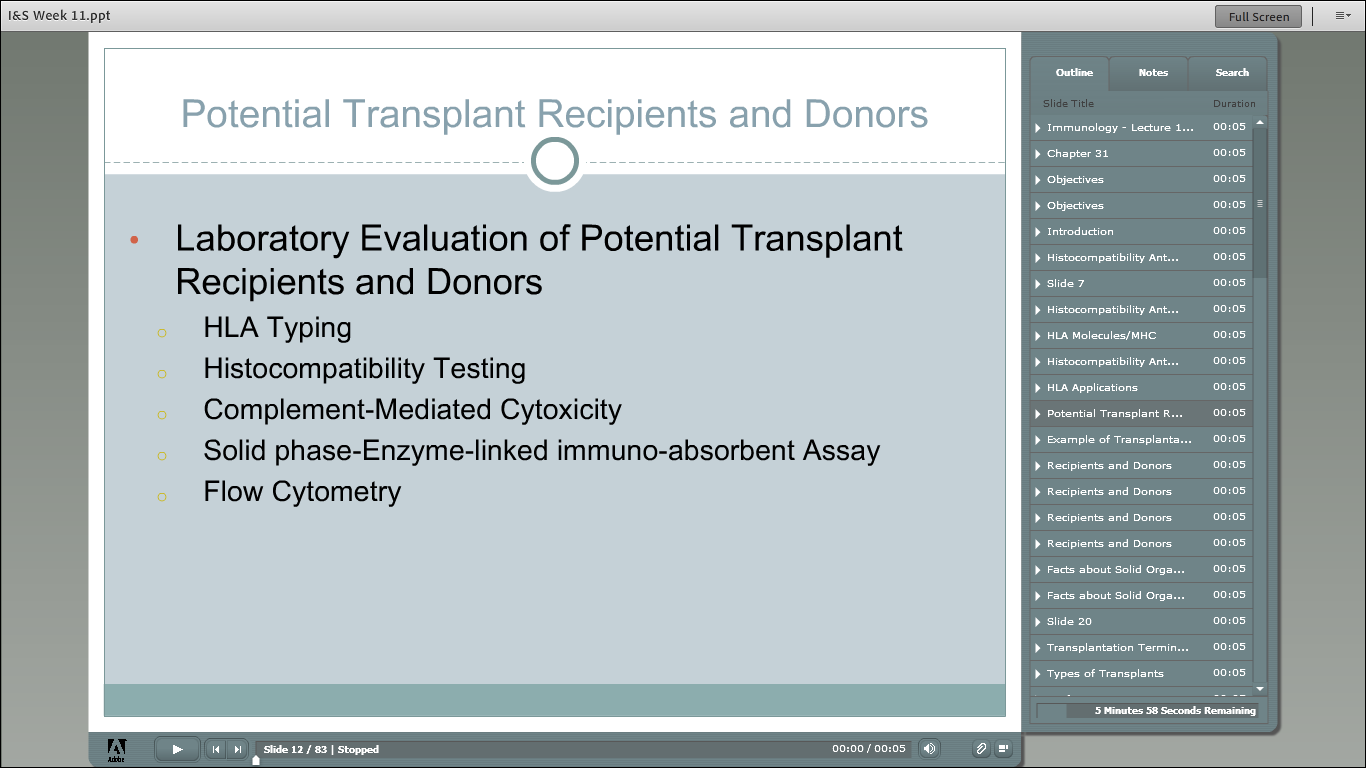 I&S Week 11.ppt
Full Screen
Potential Transplant Recipients and Donors
Laboratory Evaluation of Potential Transplant
Recipients and Donors
HLA Typing
Histocompatibility Testing
Complement-Mediated Cytoxicity
Solid phase-Enzyme-linked immuno-absorbent Assay
Flow Cytometry
Outline Notes Search
Slide Title Duration
Immunology - Lecture 1... 00:05
Chapter 31 00:05
Objectives 00:05
Objectives 00:05
Introduction 00:05
Histocompatibility Ant... 00:05
Slide 7 00:05
Histocompatibility Ant... 00:05
HLA Molecules/MHC 00:05
Histocompatibility Ant... 00:05
HLA Applications 00:05
Potential Transplant R... 00:05
Example of Transplanta... 00:05
Recipients and Donors 00:05
Recipients and Donors 00:05
Recipients and Donors 00:05
Recipients and Donors 00:05
Facts about Solid Orga... 00:05
Facts about Solid Orga... 00:05
Slide 20 00:05
Transplantation Termin... 00:05
Types of Transplants 00:05
5 Minutes 58 Seconds Remaining
Adobe
Slide 12 / 83 | Stopped 00:00 / 00:05